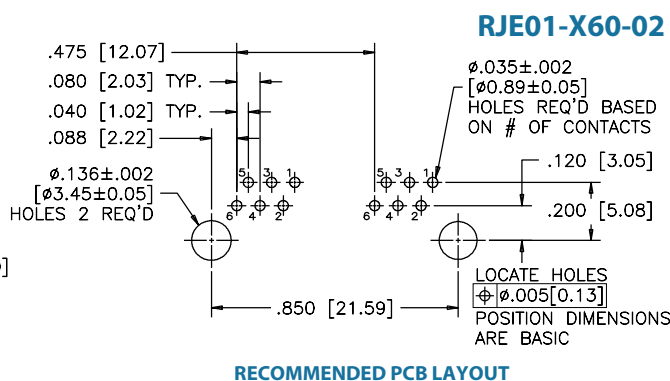 RJE01-X60-02
.475 [12.07]
.080 [2.03] TYP.
.040 [1.02] TYP.
.088 [2.22]
ø.136±.002
[ø3.45±0.05]
HOLES 2 REQ'D
ø.035±.002
[ø0.89±0.05]
HOLES REQ'D BASED
ON # OF CONTACTS
5 3 1
5 3 1
6 4 2
6 4 2
.120 [3.05]
.200 [5.08]
]
.850 [21.59]
LOCATE HOLES
⌖ ø.005[0.13]
POSITION DIMENSIONS
ARE BASIC
RECOMMENDED PCB LAYOUT